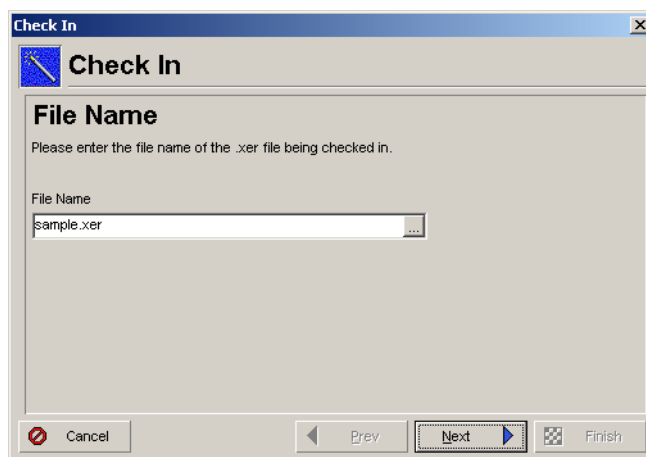 Check In
Check In
File Name
Please enter the file name of the .xer file being checked in.
File Name
sample.xer
...
Cancel
Prev
Next
Finish